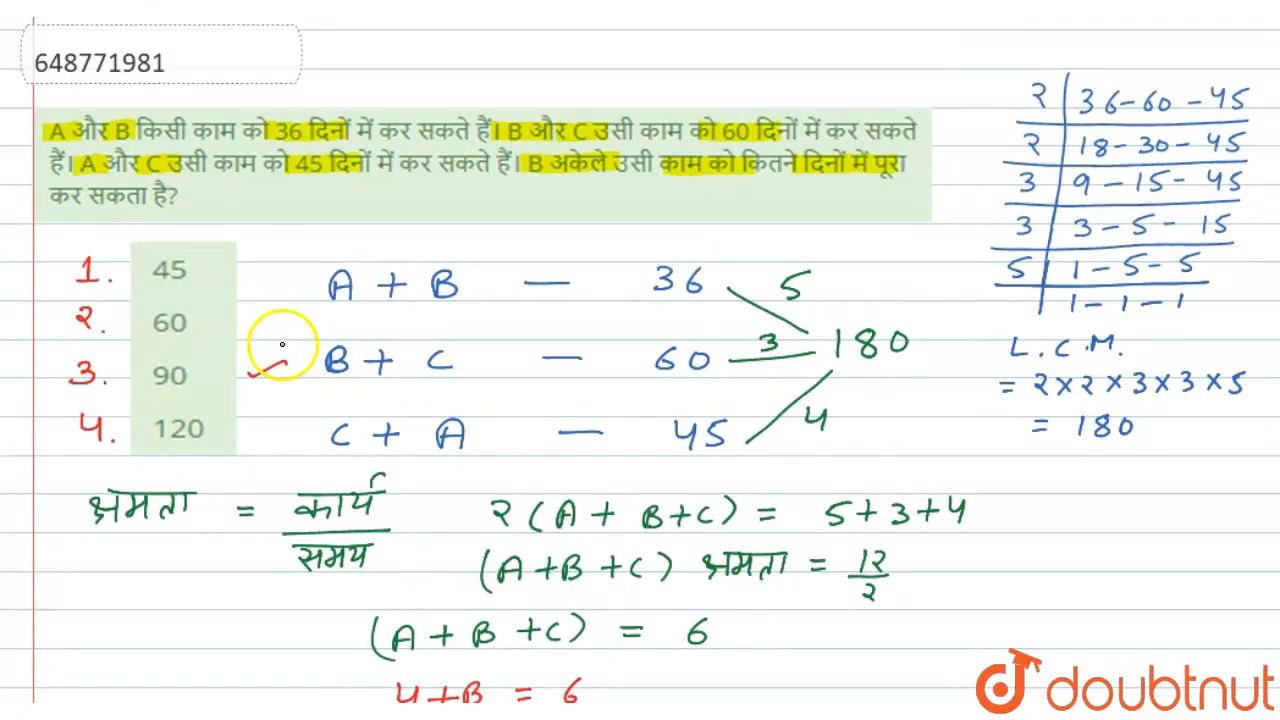 648771981
A और B किसी काम को 36 दिनों में कर सकते हैं। B और C उसी काम को 60 दिनों में कर सकते
हैं। A और C उसी काम को 45 दिनों में कर सकते हैं। B अकेले उसी काम को कितने दिनों में पूरा
कर सकता है?
1. 45
2. 60
3. 90
4. 120
A + B — 36 5
B + C — 60 3 180
C + A — 45 4
2 | 36 - 60 - 45
2 | 18 - 30 - 45
3 | 9 - 15 - 45
3 | 3 - 5 - 15
5 | 1 - 5 - 5
| 1 - 1 - 1
L.C.M.
= 2 × 2 × 3 × 3 × 5
= 180
क्षमता = कार्य / समय
2 (A + B + C) = 5 + 3 + 4
(A + B + C) क्षमता = 12 / 2
(A + B + C) = 6
4 + B = 6
doubtnut